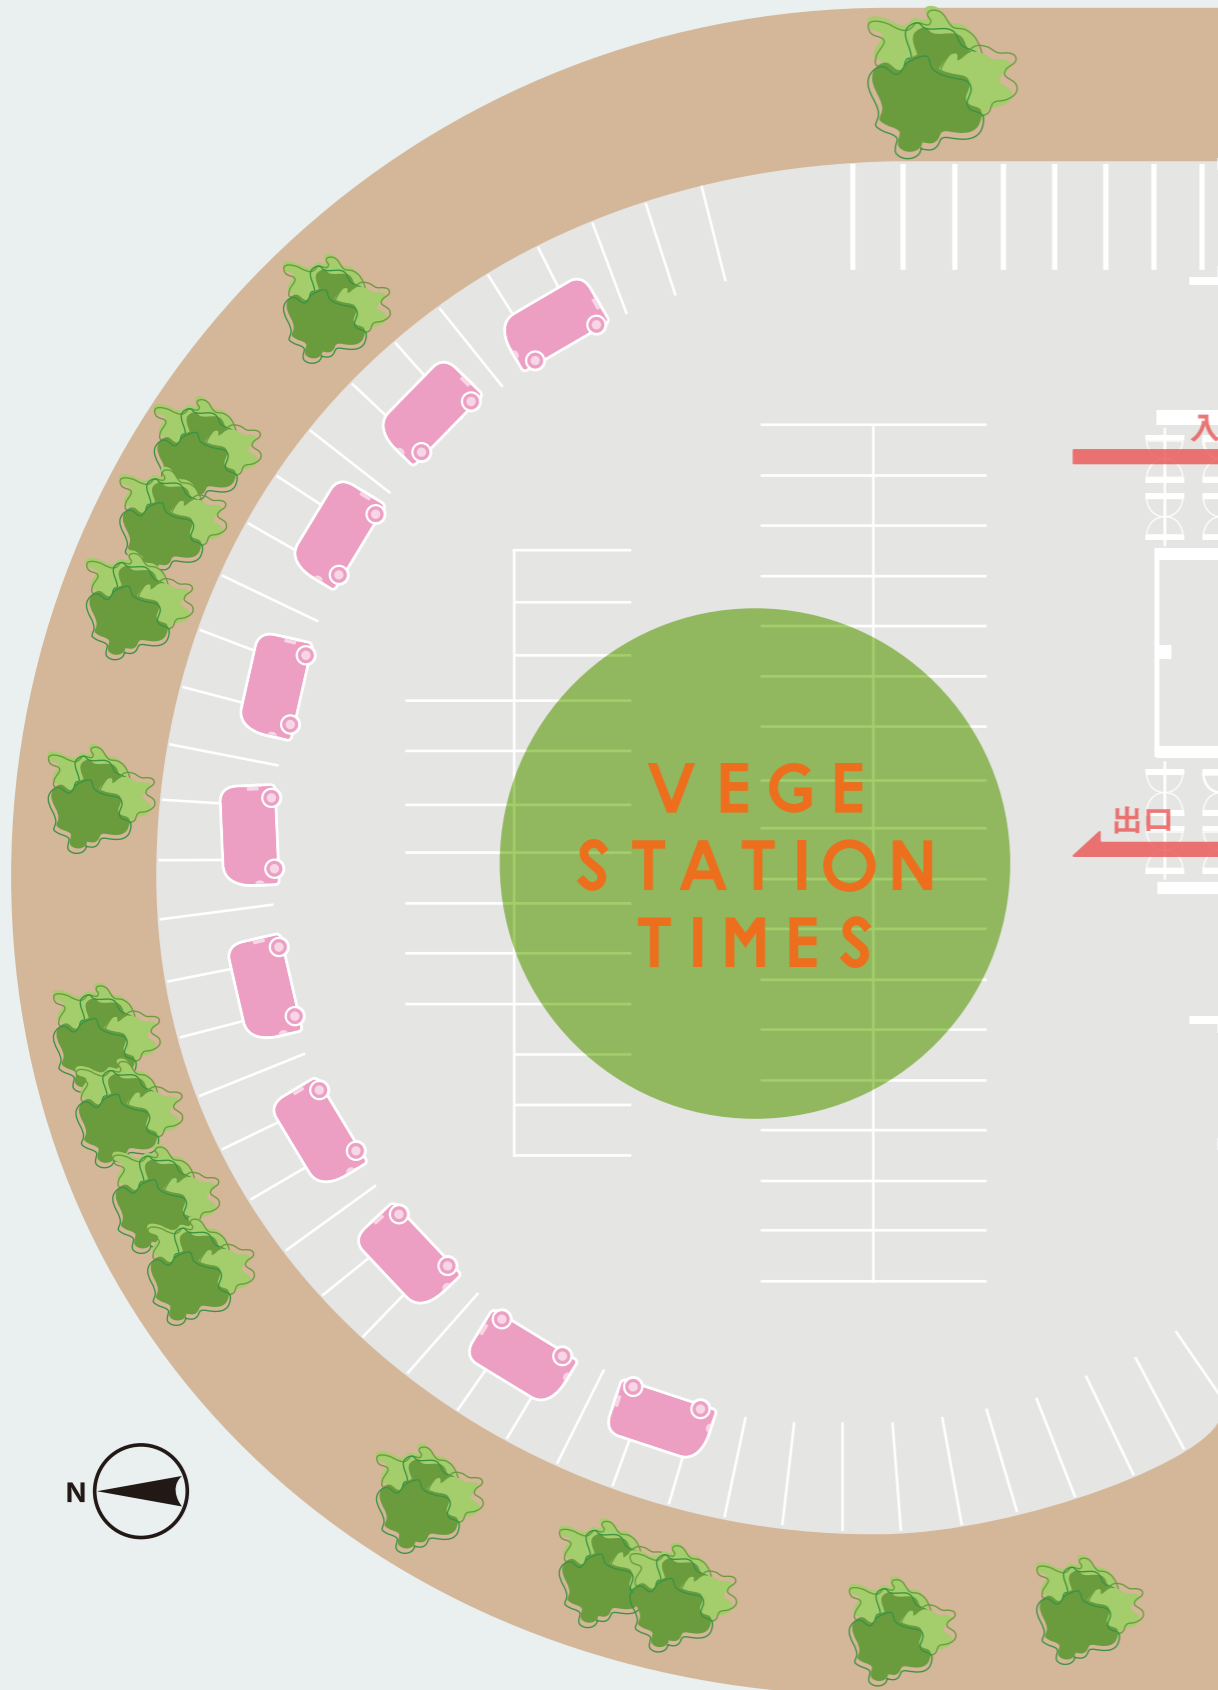 入
VEGE
STATION
TIMES
出口
N